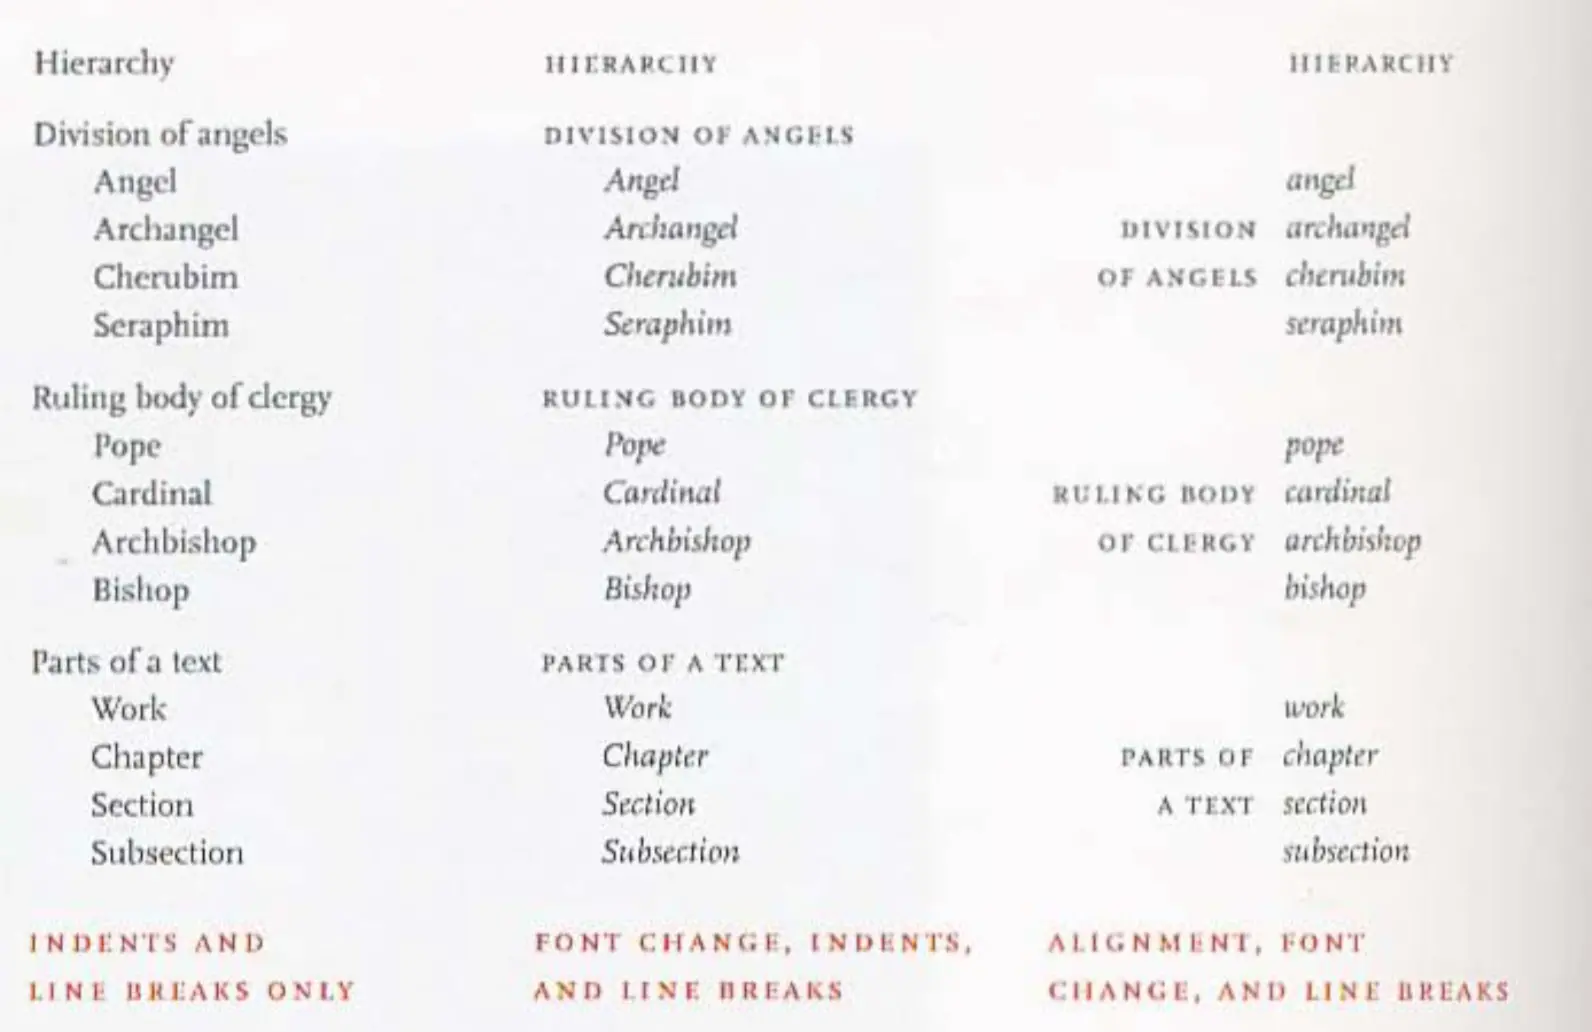 Hierarchy
Division of angels
Angel
Archangel
Cherubim
Seraphim
Ruling body of clergy
Pope
Cardinal
Archbishop
Bishop
Parts of a text
Work
Chapter
Section
Subsection
INDENTS AND
LINE BREAKS ONLY
HIERARCHY
DIVISION OF ANGELS
Angel
Archangel
Cherubim
Seraphim
RULING BODY OF CLERGY
Pope
Cardinal
Archbishop
Bishop
PARTS OF A TEXT
Work
Chapter
Section
Subsection
FONT CHANGE, INDENTS,
AND LINE BREAKS
HIERARCHY
angel
DIVISION archangel
OF ANGELS cherubim
seraphim
pope
RULING BODY cardinal
OF CLERGY archbishop
bishop
work
PARTS OF chapter
A TEXT section
subsection
ALIGNMENT, FONT
CHANGE, AND LINE BREAKS